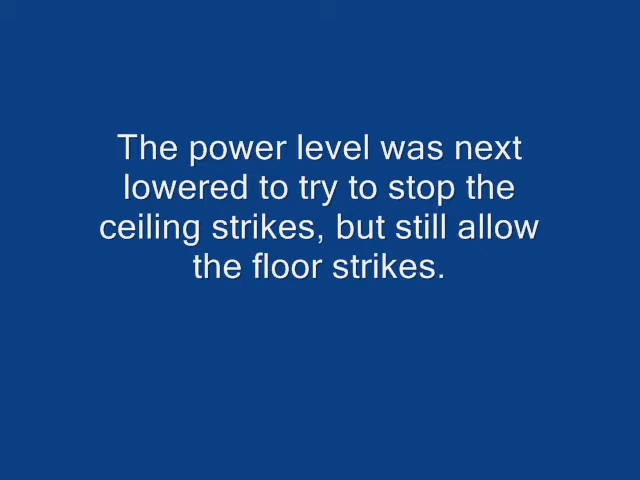 The power level was next
lowered to try to stop the
ceiling strikes, but still allow
the floor strikes.